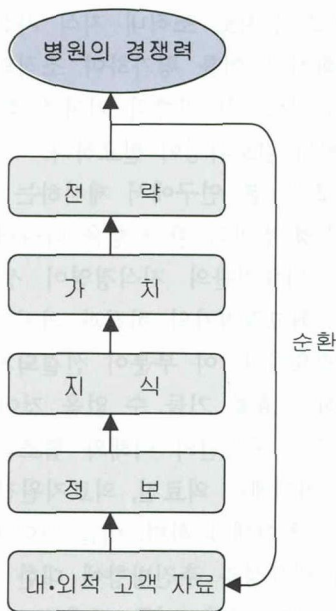 병원의 경쟁력
전 략
가 치
순환
지 식
정 보
내·외적 고객 자료